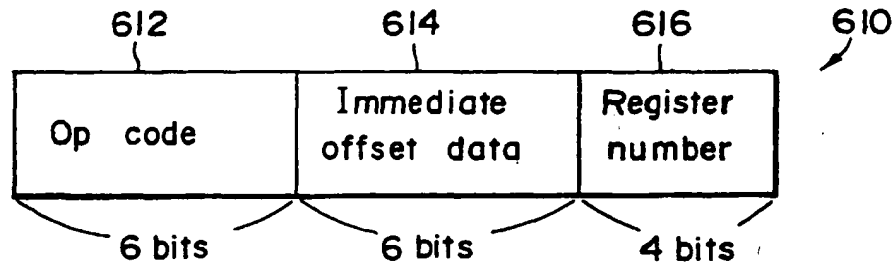 612 614 616 610
Op code Immediate offset data Register number
6 bits 6 bits 4 bits